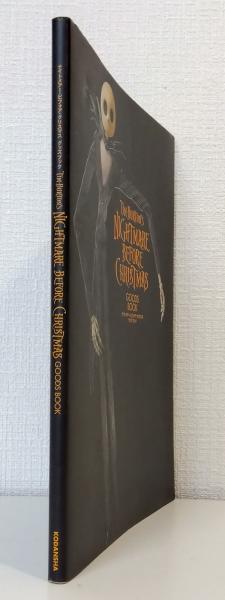 TIM BURTON'S NIGHTMARE BEFORE CHRISTMAS GOODS BOOK
KODANSHA
TIM BURTON'S
NIGHTMARE
BEFORE
CHRISTMAS
GOODS
BOOK